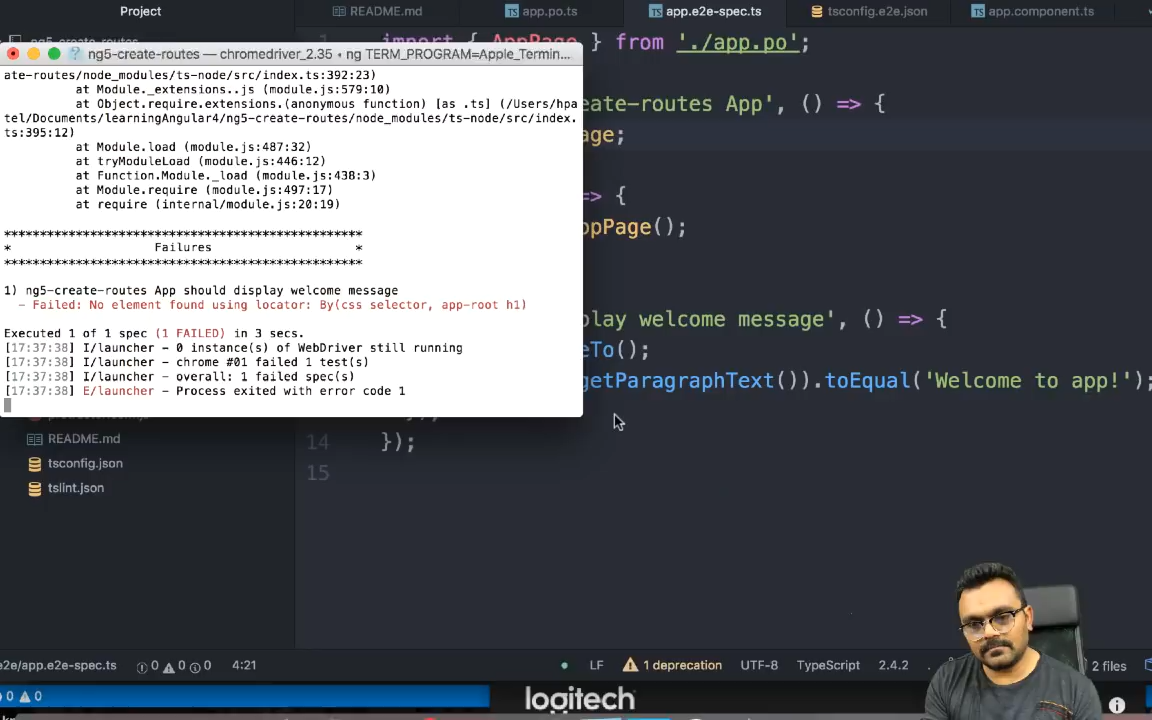 Project
README.md
app.po.ts
app.e2e-spec.ts
tsconfig.e2e.json
app.component.ts
ng5-create-routes
ng5-create-routes — chromedriver_2.35 • ng TERM_PROGRAM=Apple_Termin...
ate-routes/node_modules/ts-node/src/index.ts:392:23)
at Module._extensions..js (module.js:579:10)
at Object.require.extensions.(anonymous function) [as .ts] (/Users/hpa
tel/Documents/learningAngular4/ng5-create-routes/node_modules/ts-node/src/index.
ts:395:12)
at Module.load (module.js:487:32)
at tryModuleLoad (module.js:446:12)
at Function.Module._load (module.js:438:3)
at Module.require (module.js:497:17)
at require (internal/module.js:20:19)
**************************************************
* Failures *
**************************************************
1) ng5-create-routes App should display welcome message
- Failed: No element found using locator: By(css selector, app-root h1)
Executed 1 of 1 spec (1 FAILED) in 3 secs.
[17:37:38] I/launcher – 0 instance(s) of WebDriver still running
[17:37:38] I/launcher – chrome #01 failed 1 test(s)
[17:37:38] I/launcher – overall: 1 failed spec(s)
[17:37:38] E/launcher – Process exited with error code 1
import { AppPage } from './app.po';
eate-routes App', () => {
age;
=> {
ppPage();
play welcome message', () => {
eTo();
getParagraphText()).toEqual('Welcome to app!');
14 });
15
README.md
tsconfig.json
tslint.json
e2e/app.e2e-spec.ts 0 0 0 4:21
LF 1 deprecation UTF-8 TypeScript 2.4.2 2 files
0 0
logitech